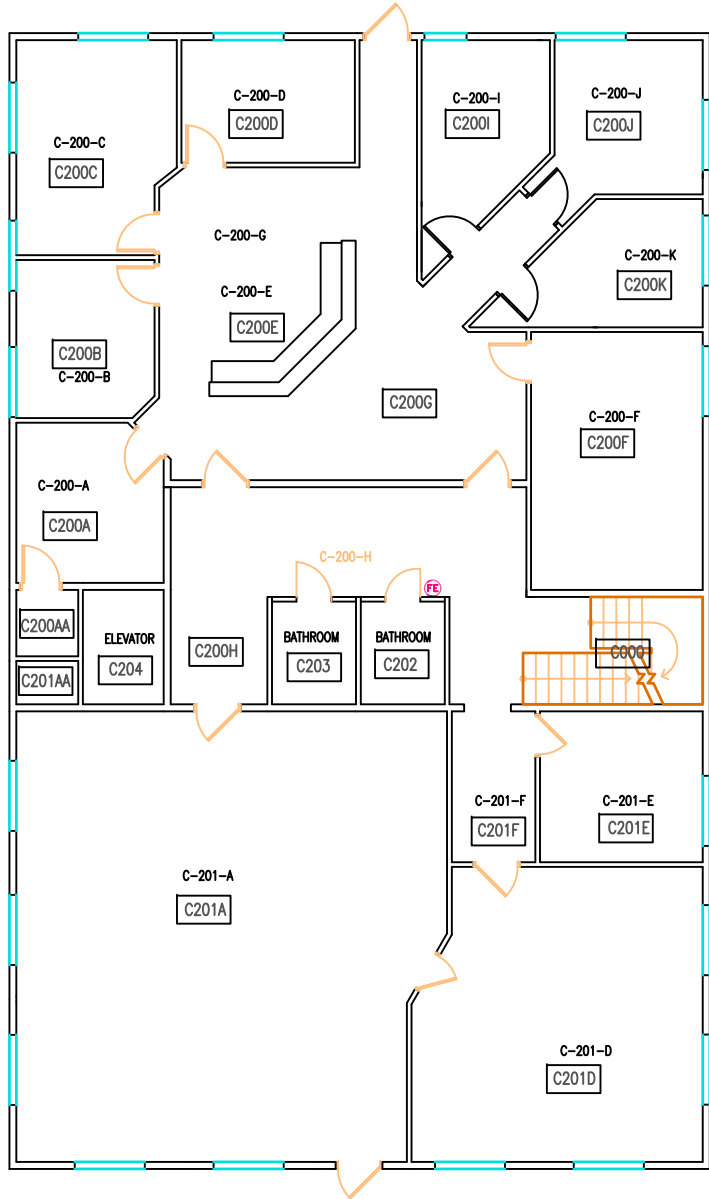 C-200-D
C200D
C-200-I
C200I
C-200-J
C200J
C-200-C
C200C
C-200-G
C-200-E
C200E
C-200-K
C200K
C200B
C-200-B
C200G
C-200-F
C200F
C-200-A
C200A
C-200-H
FE
C200AA
ELEVATOR
C204
C200H
BATHROOM
C203
BATHROOM
C202
C000
C201AA
C-201-F
C201F
C-201-E
C201E
C-201-A
C201A
C-201-D
C201D